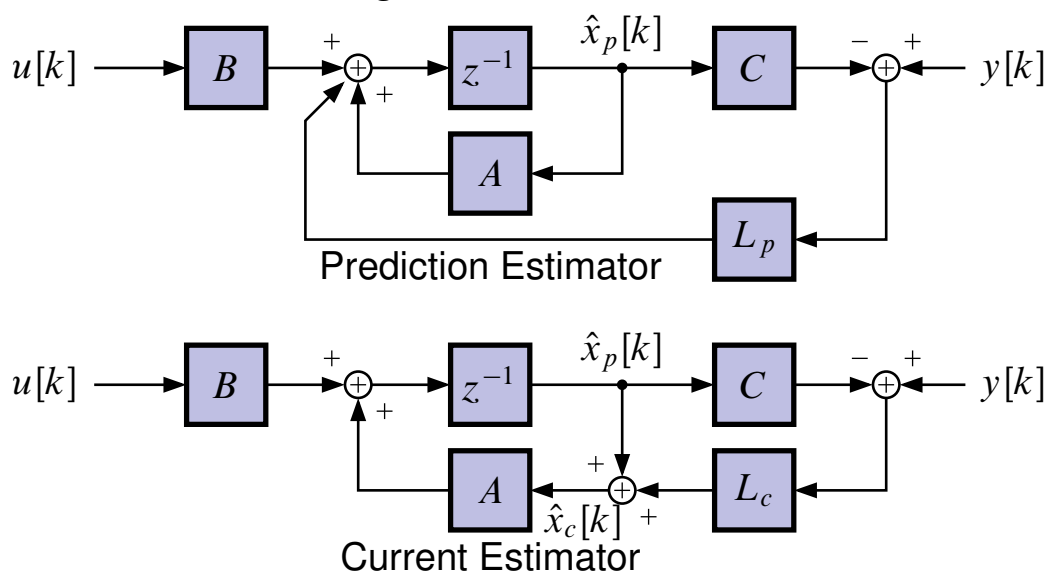 x̂_p[k]
u[k] B + + z⁻¹ C − + y[k]
A
L_p
Prediction Estimator
x̂_p[k]
u[k] B + + z⁻¹ C − + y[k]
A + + L_c
x̂_c[k]
Current Estimator